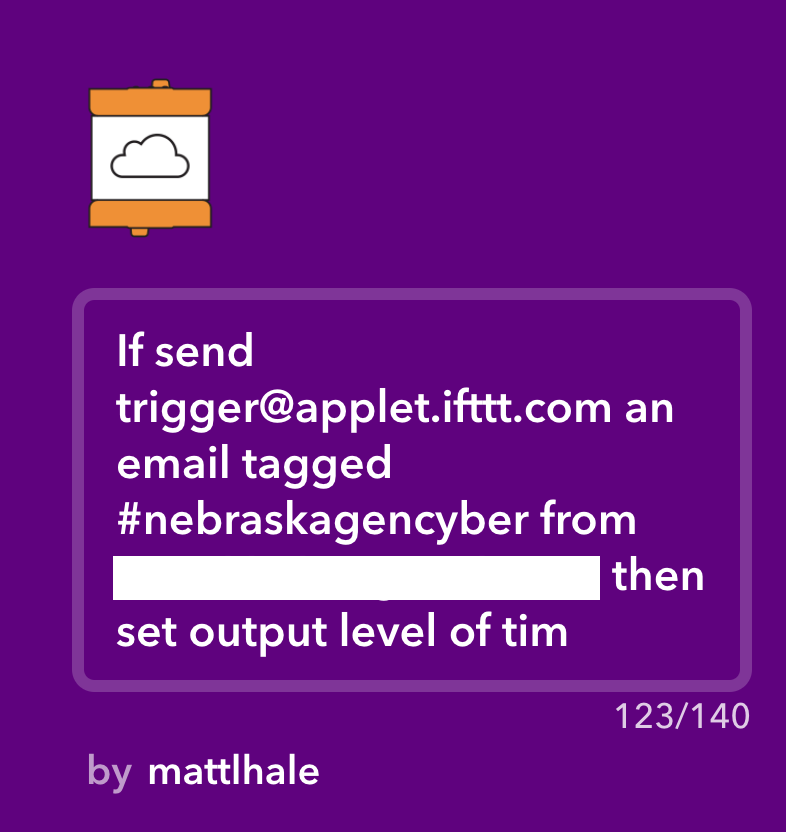 If send
trigger@applet.ifttt.com an
email tagged
#nebraskagencyber from
then
set output level of tim
123/140
by mattlhale